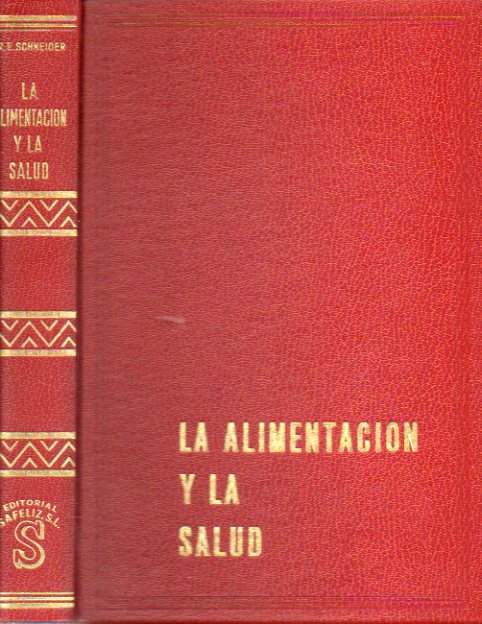 R.E.SCHNEIDER
LA
ALIMENTACION
Y LA
SALUD
EDITORIAL
SAFELIZ, S.L.
S
LA ALIMENTACION
Y LA
SALUD